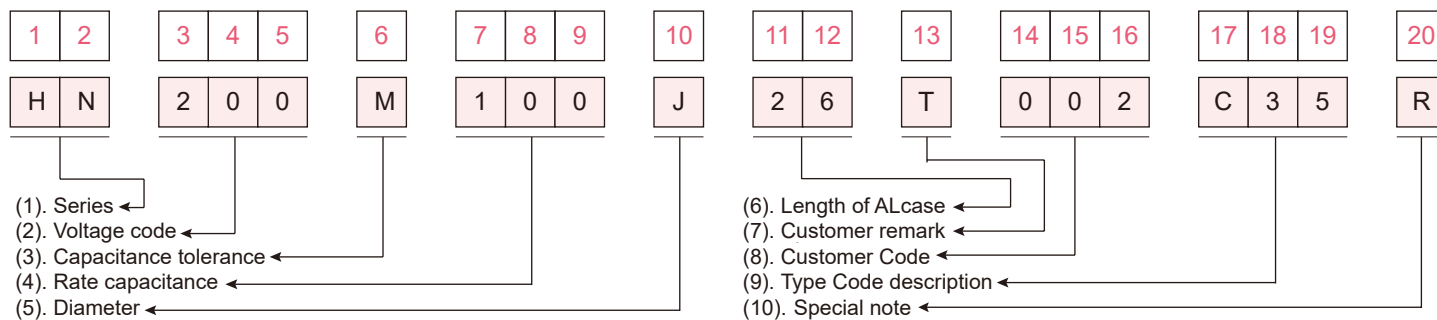 1 2 3 4 5 6 7 8 9 10 11 12 13 14 15 16 17 18 19 20
H N 2 0 0 M 1 0 0 J 2 6 T 0 0 2 C 3 5 R
(1). Series
(2). Voltage code
(3). Capacitance tolerance
(4). Rate capacitance
(5). Diameter
(6). Length of ALcase
(7). Customer remark
(8). Customer Code
(9). Type Code description
(10). Special note